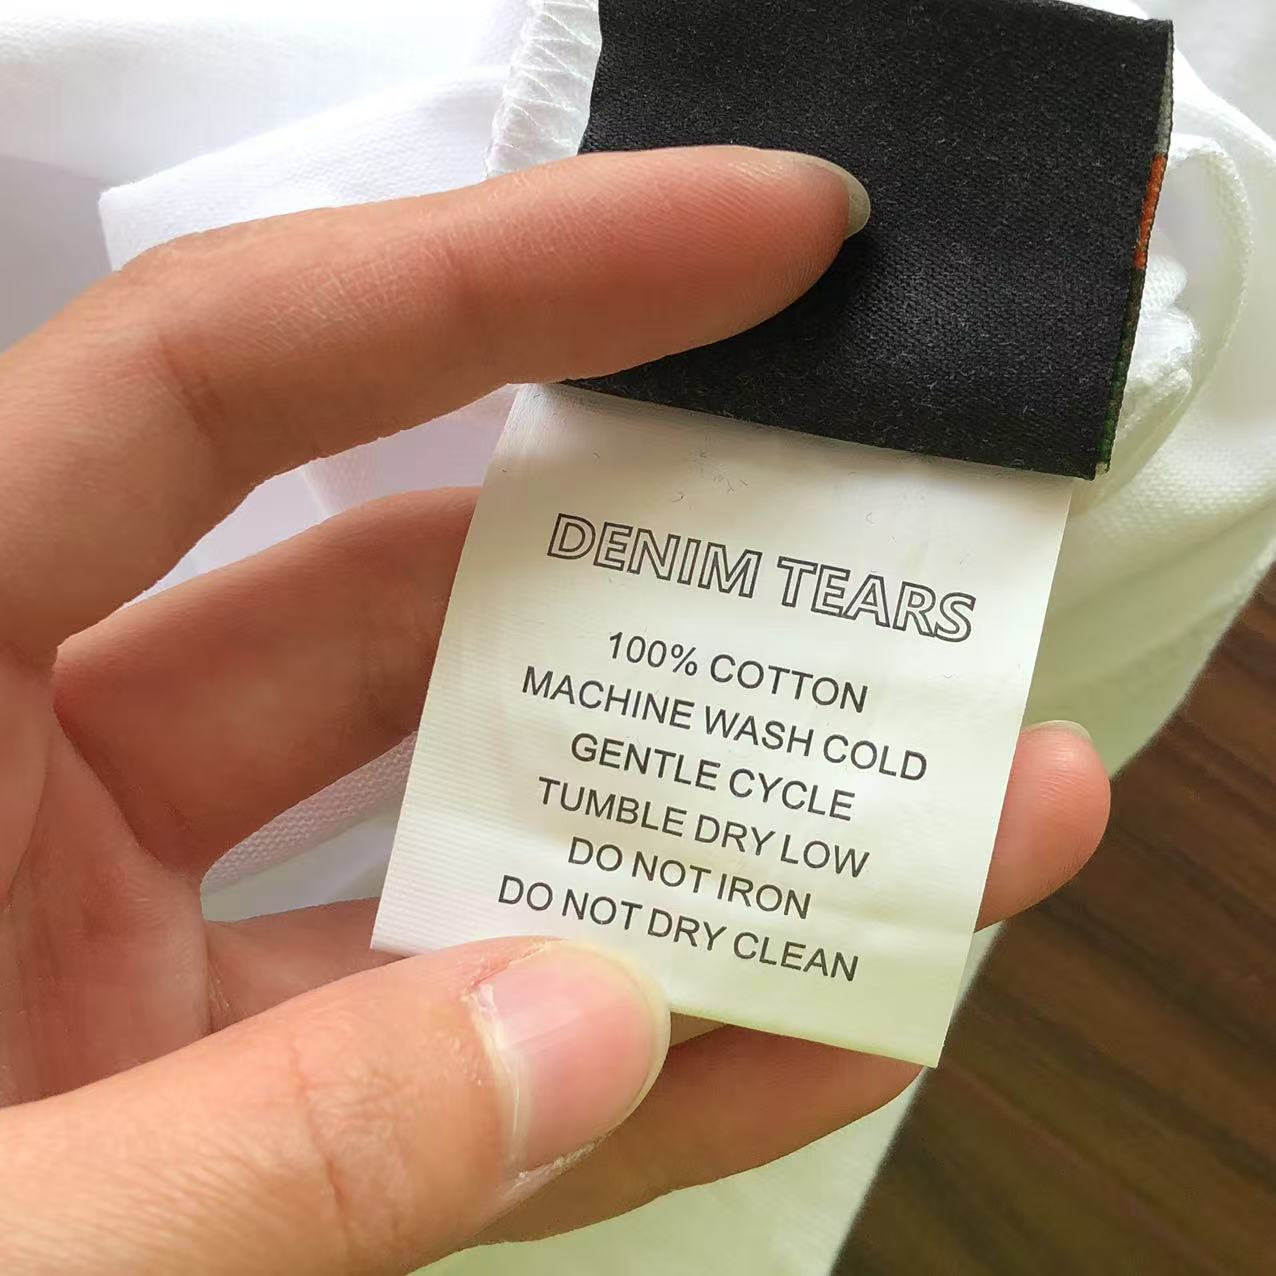 DENIM TEARS
100% COTTON
MACHINE WASH COLD
GENTLE CYCLE
TUMBLE DRY LOW
DO NOT IRON
DO NOT DRY CLEAN